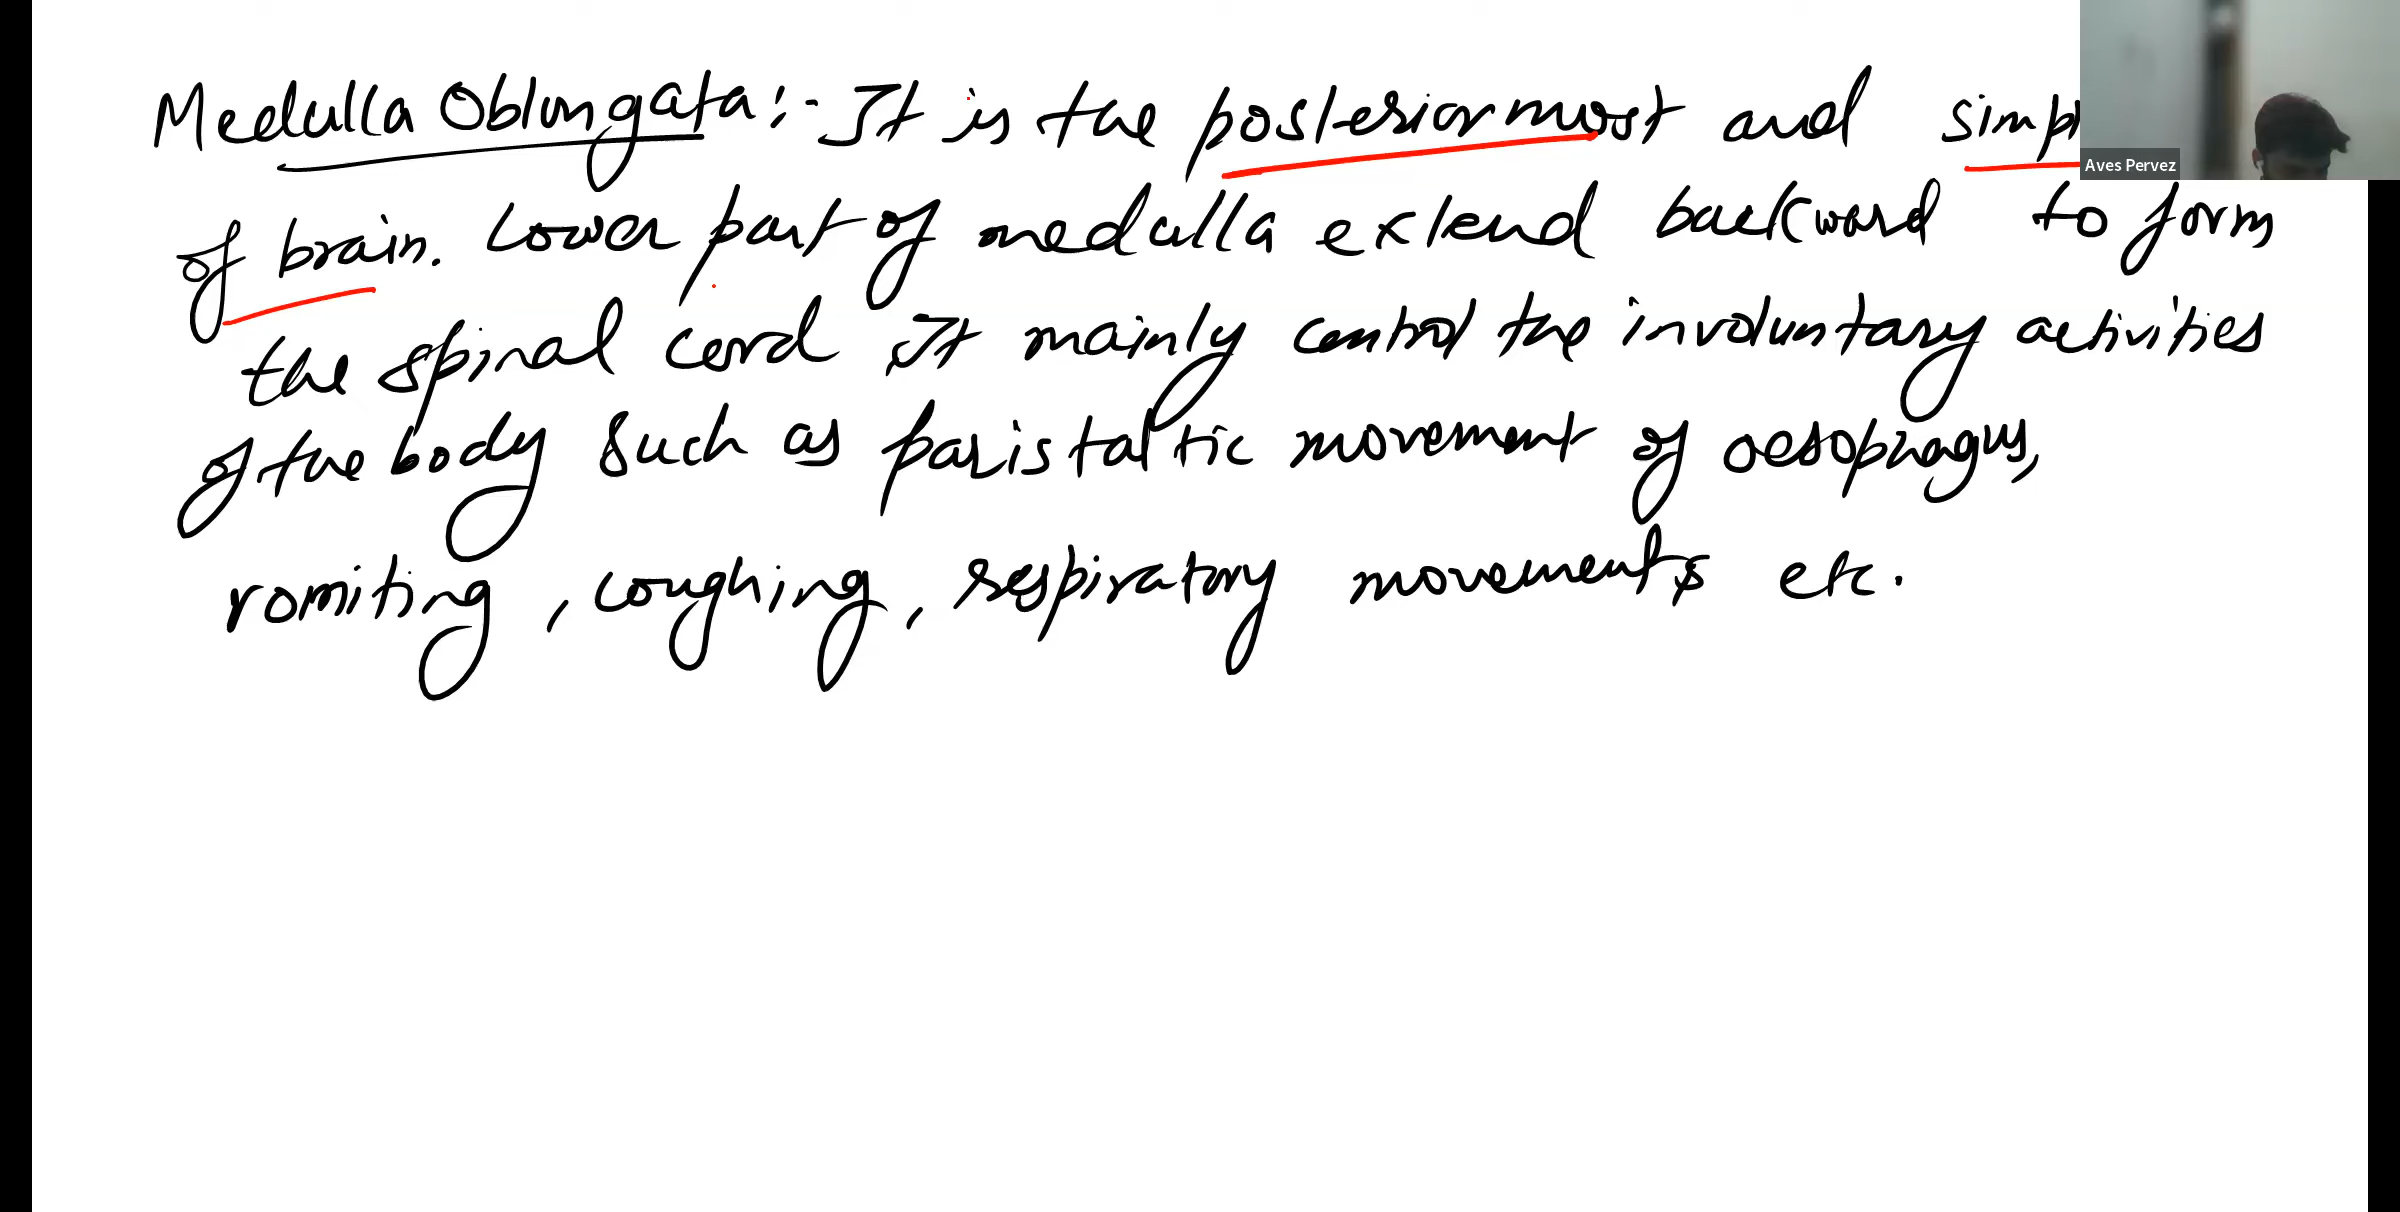 Medulla Oblongata:- It is the posterior most and simp
Aves Pervez
of brain. Lower part of medulla extend backward to form
the spinal cord. It mainly control the involuntary activities
of the body such as paristaltic movement of oesophagus,
vomiting, coughing, respiratory movements etc.